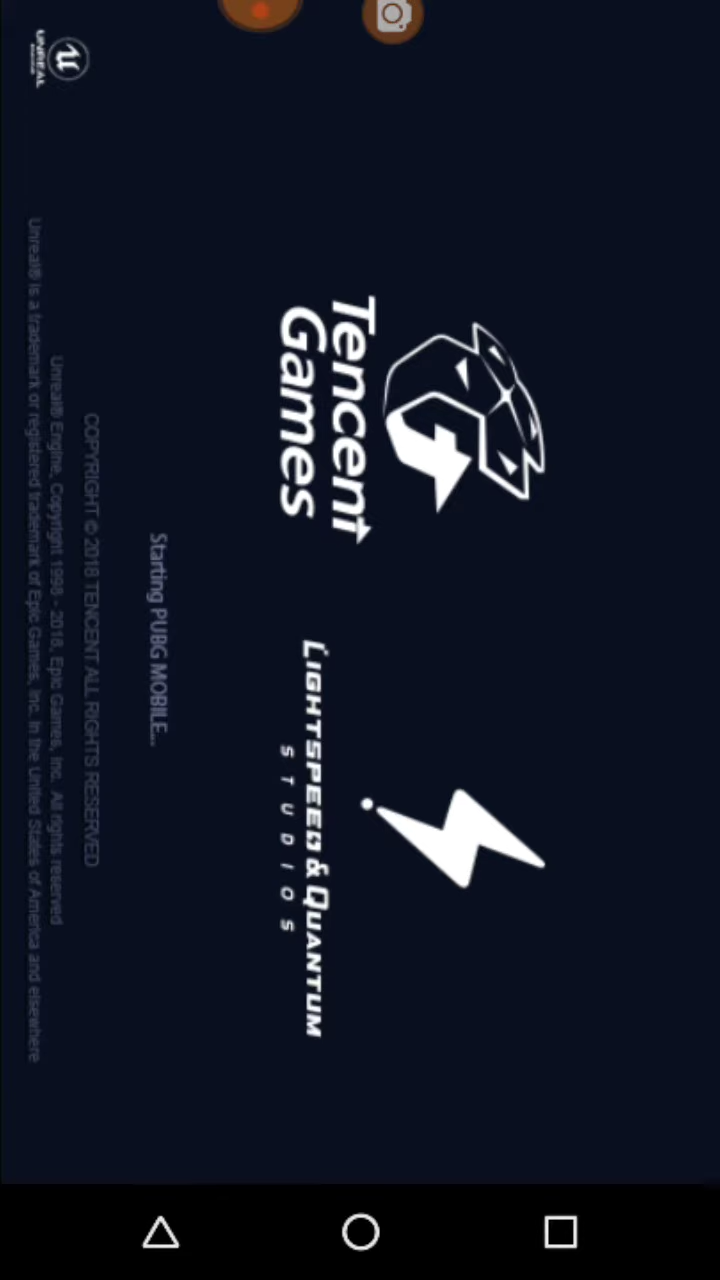 Tencent
Games
LIGHTSPEED & QUANTUM
STUDIOS
Starting PUBG MOBILE...
COPYRIGHT © 2018 TENCENT ALL RIGHTS RESERVED
Unreal® Engine, Copyright 1998 - 2018, Epic Games, Inc. All rights reserved
Unreal® is a trademark or registered trademark of Epic Games, Inc. in the United States of America and elsewhere
UNREAL